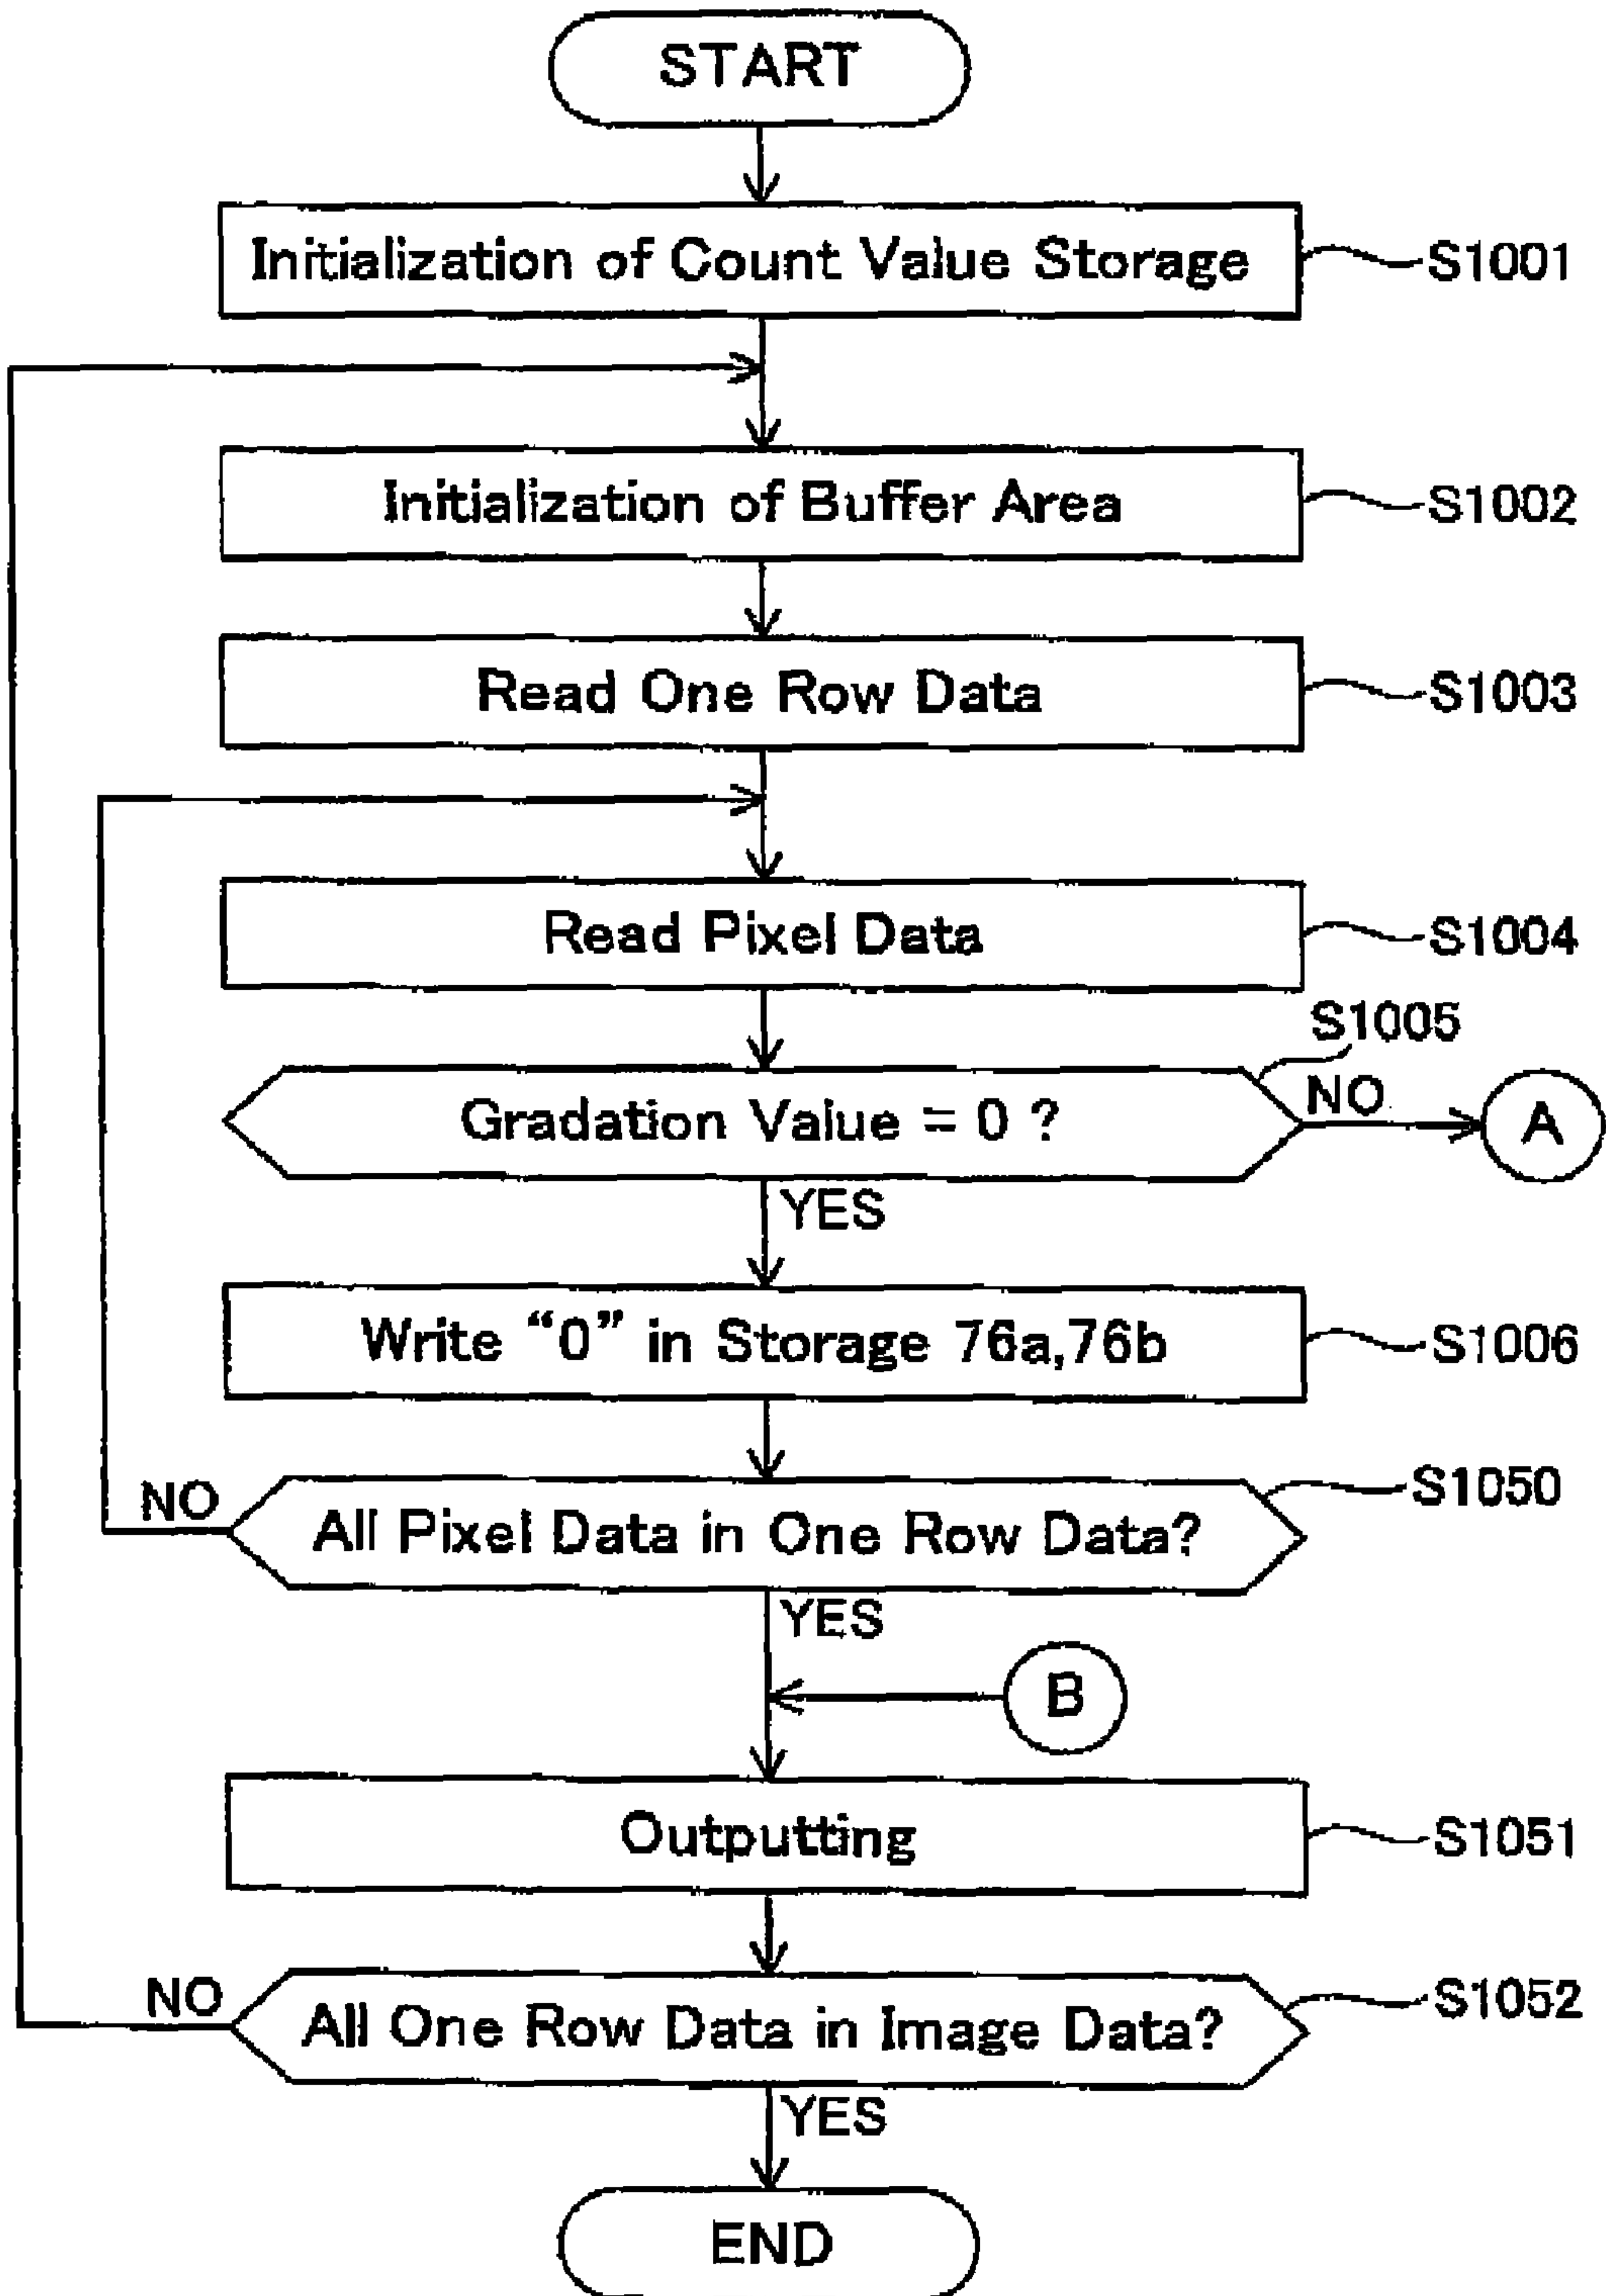 START
Initialization of Count Value Storage
S1001
Initialization of Buffer Area
S1002
Read One Row Data
S1003
Read Pixel Data
S1004
S1005
Gradation Value = 0 ?
NO
A
YES
Write “0” in Storage 76a,76b
S1006
S1050
NO
All Pixel Data in One Row Data?
YES
B
Outputting
S1051
NO
All One Row Data in Image Data?
S1052
YES
END